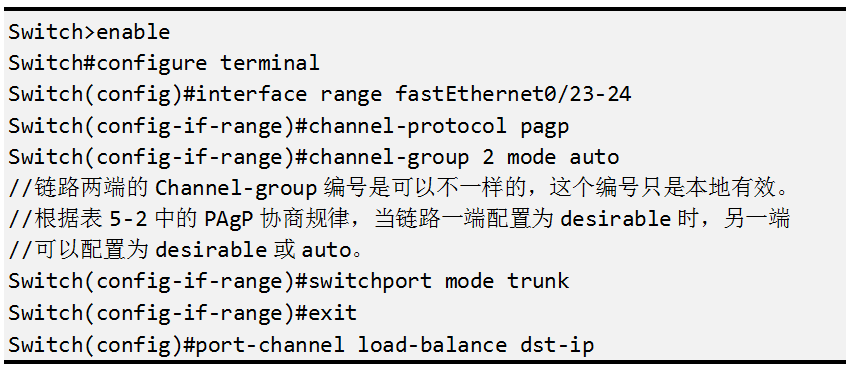 Switch>enable
Switch#configure terminal
Switch(config)#interface range fastEthernet0/23-24
Switch(config-if-range)#channel-protocol pagp
Switch(config-if-range)#channel-group 2 mode auto
//链路两端的 Channel-group 编号是可以不一样的，这个编号只是本地有效。
//根据表 5-2 中的 PAgP 协商规律，当链路一端配置为 desirable 时，另一端
//可以配置为 desirable 或 auto。
Switch(config-if-range)#switchport mode trunk
Switch(config-if-range)#exit
Switch(config)#port-channel load-balance dst-ip